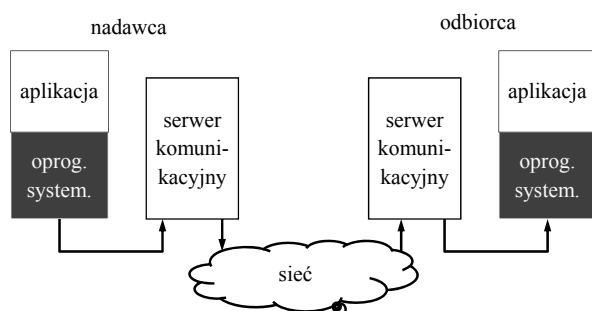 nadawca
odbiorca
aplikacja
oprog.
system.
serwer
komuni-
kacyjny
serwer
komuni-
kacyjny
aplikacja
oprog.
system.
sieć